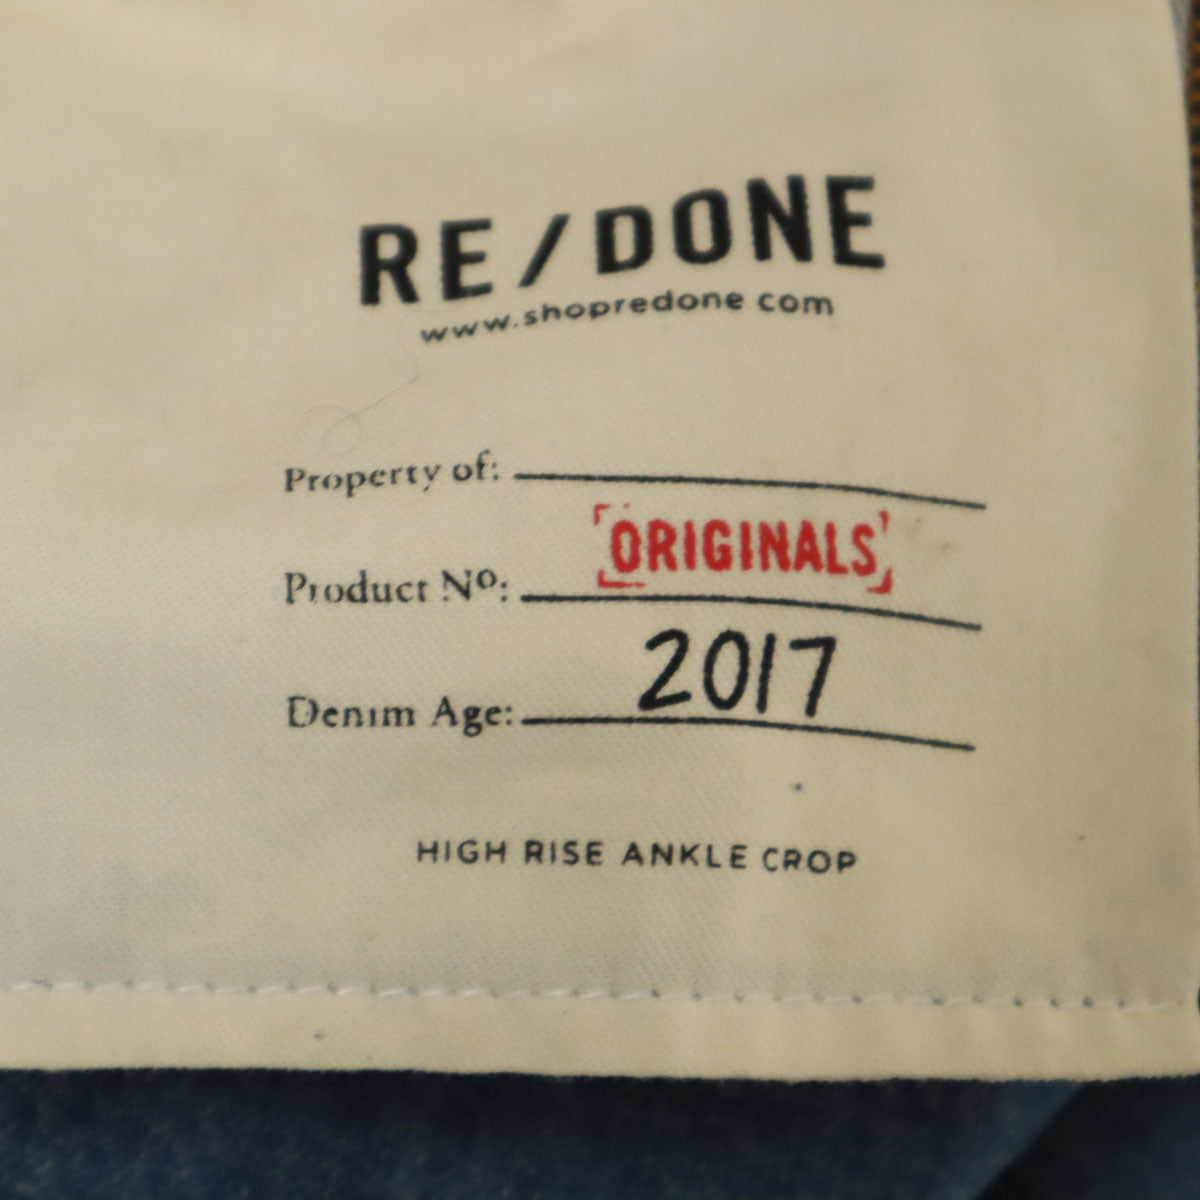 RE/DONE
www.shopredone com
Property of:
Product Nº: ORIGINALS
Denim Age: 2017
HIGH RISE ANKLE CROP